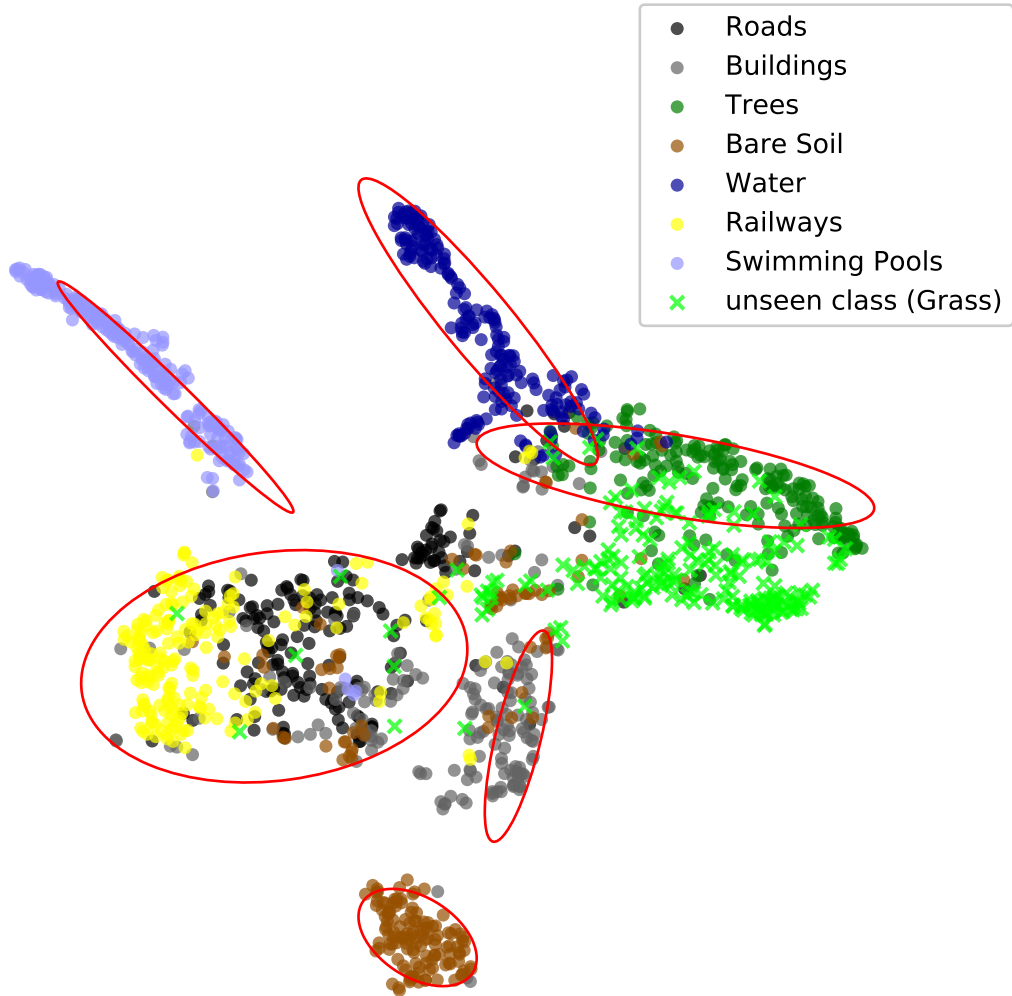 Roads
Buildings
Trees
Bare Soil
Water
Railways
Swimming Pools
unseen class (Grass)